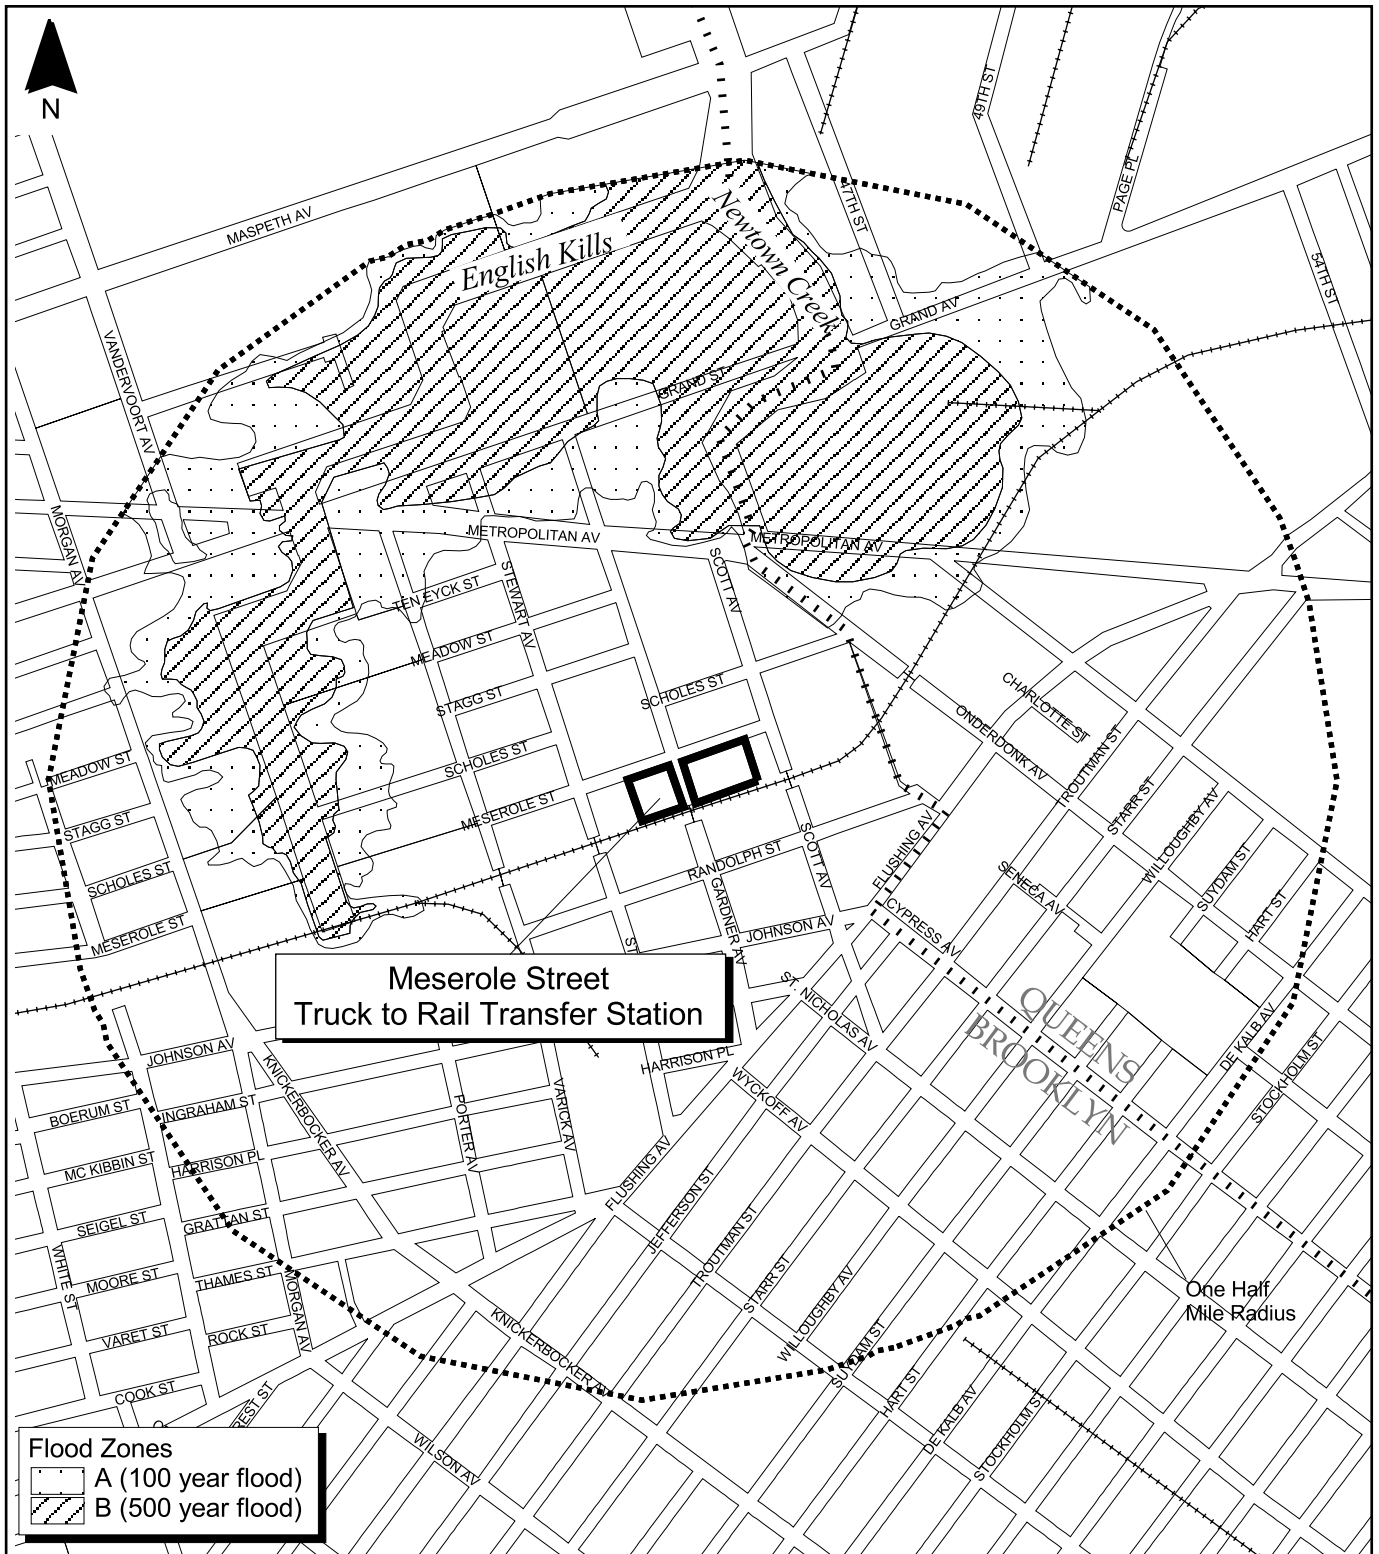 N
49TH ST
PAGE PL
47TH ST
54TH ST
MASPETH AV
English Kills
Newtown Creek
GRAND AV
VANDERVOORT AV
GRAND ST
MORGAN AV
METROPOLITAN AV
METROPOLITAN AV
SCOTT AV
STEWART AV
TEN EYCK ST
MEADOW ST
STAGG ST
SCHOLES ST
SCHOLES ST
MESEROLE ST
CHARLOTTE ST
ONDERDONK AV
TROUTMAN ST
STARR ST
WILLOUGHBY AV
SUYDAM ST
HART ST
MEADOW ST
STAGG ST
SCHOLES ST
MESEROLE ST
RANDOLPH ST
SCOTT AV
FLUSHING AV
SENECA AV
CYPRESS AV
GARDNER AV
JOHNSON AV
ST
Meserole Street
Truck to Rail Transfer Station
ST. NICHOLAS AV
QUEENS
BROOKLYN
DE KALB AV
STOCKHOLM ST
JOHNSON AV
KNICKERBOCKER AV
HARRISON PL
WYCKOFF AV
BOERUM ST
INGRAHAM ST
PORTER AV
VARICK AV
MC KIBBIN ST
HARRISON PL
FLUSHING AV
JEFFERSON ST
TROUTMAN ST
STARR ST
WILLOUGHBY AV
SUYDAM ST
HART ST
DE KALB AV
STOCKHOLM ST
SEIGEL ST
GRATTAN ST
WHITE ST
MOORE ST
THAMES ST
MORGAN AV
VARET ST
ROCK ST
KNICKERBOCKER AV
COOK ST
REST ST
WILSON AV
One Half
Mile Radius
Flood Zones
A (100 year flood)
B (500 year flood)